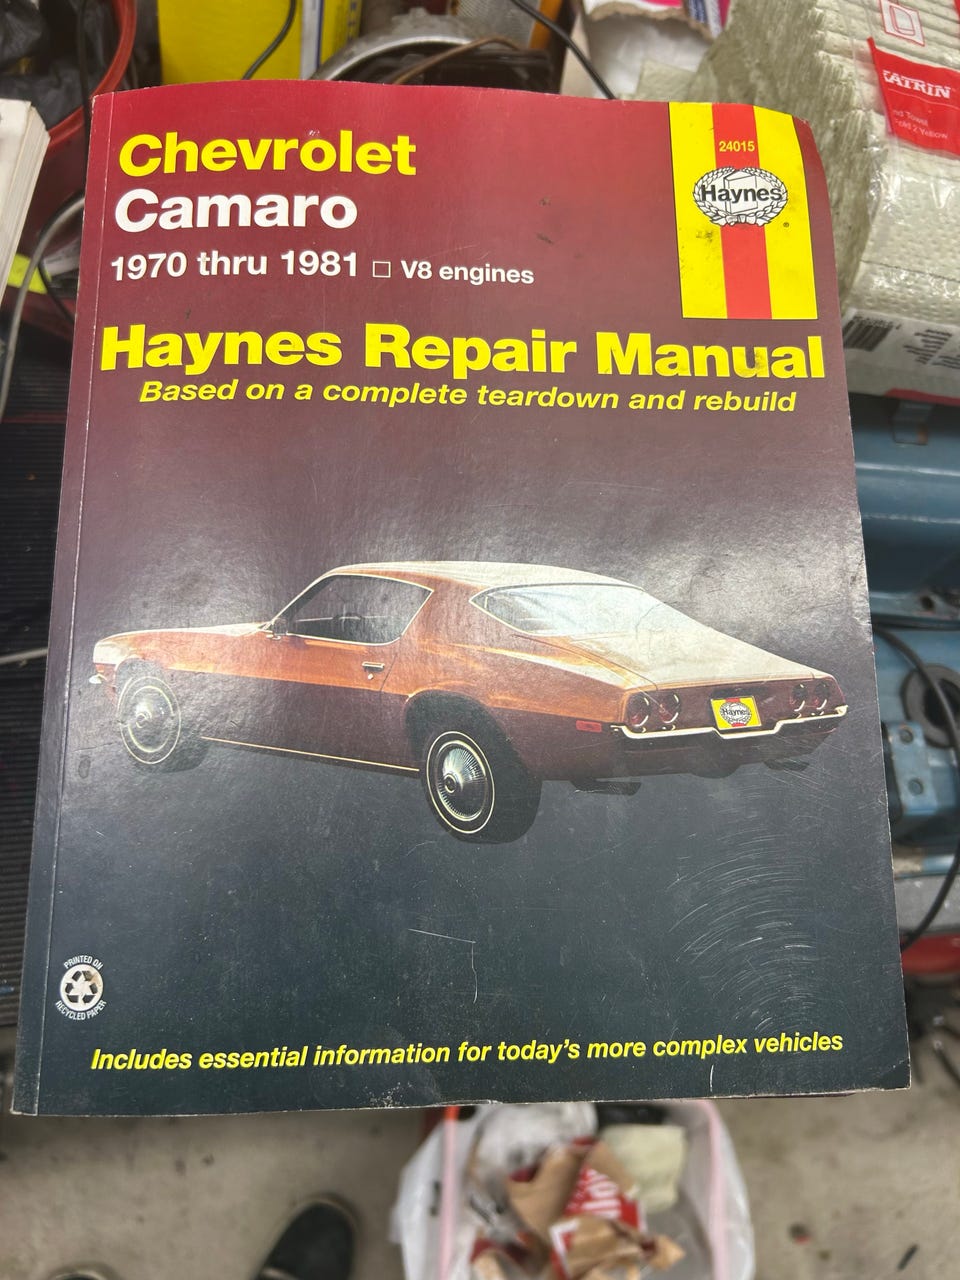 Chevrolet
Camaro
1970 thru 1981 □ V8 engines
24015
Haynes
®
Haynes Repair Manual
Based on a complete teardown and rebuild
Haynes
PRINTED ON
RECYCLED PAPER
Includes essential information for today's more complex vehicles
KATRIN